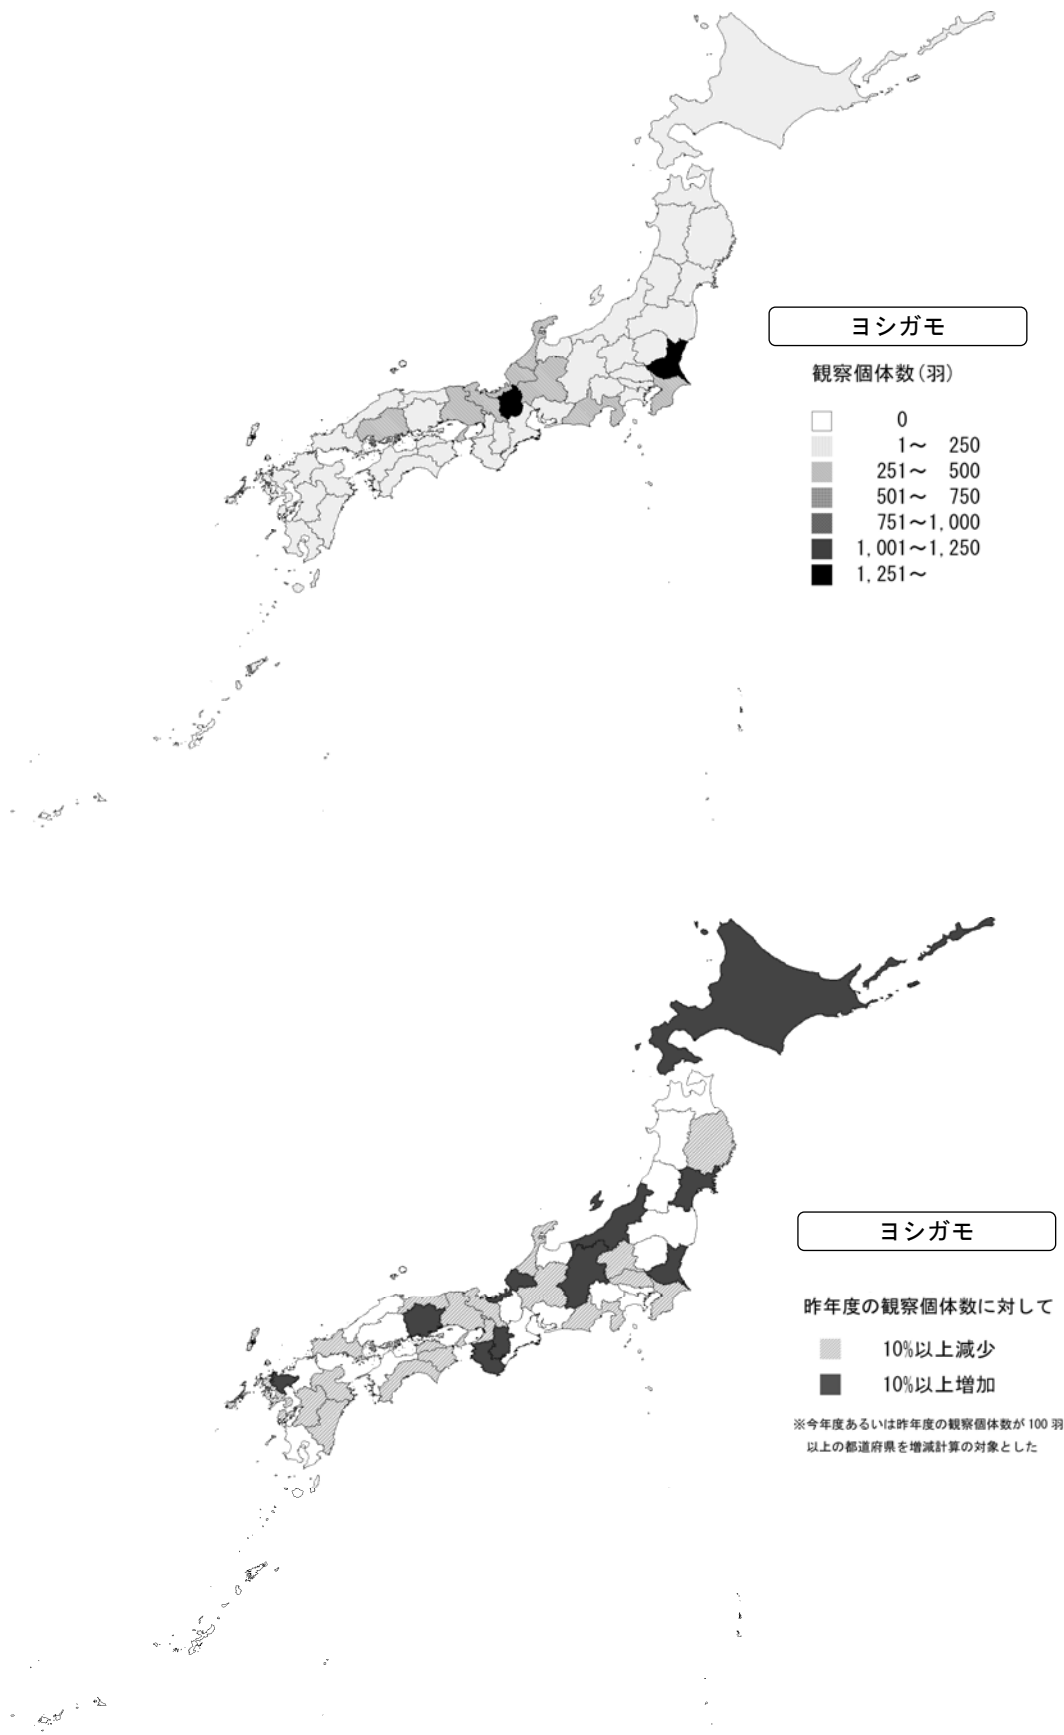 ヨシガモ
観察個体数(羽)
0
1~ 250
251~ 500
501~ 750
751~1,000
1,001~1,250
1,251~
ヨシガモ
昨年度の観察個体数に対して
10%以上減少
10%以上増加
※今年度あるいは昨年度の観察個体数が100羽
以上の都道府県を増減計算の対象とした